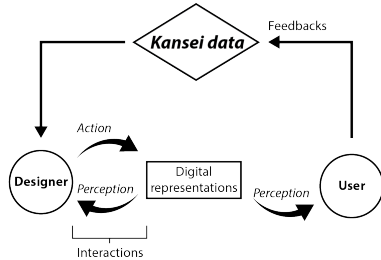 Feedbacks
Kansei data
Action
Designer
Perception
Digital
representations
Perception
User
Interactions